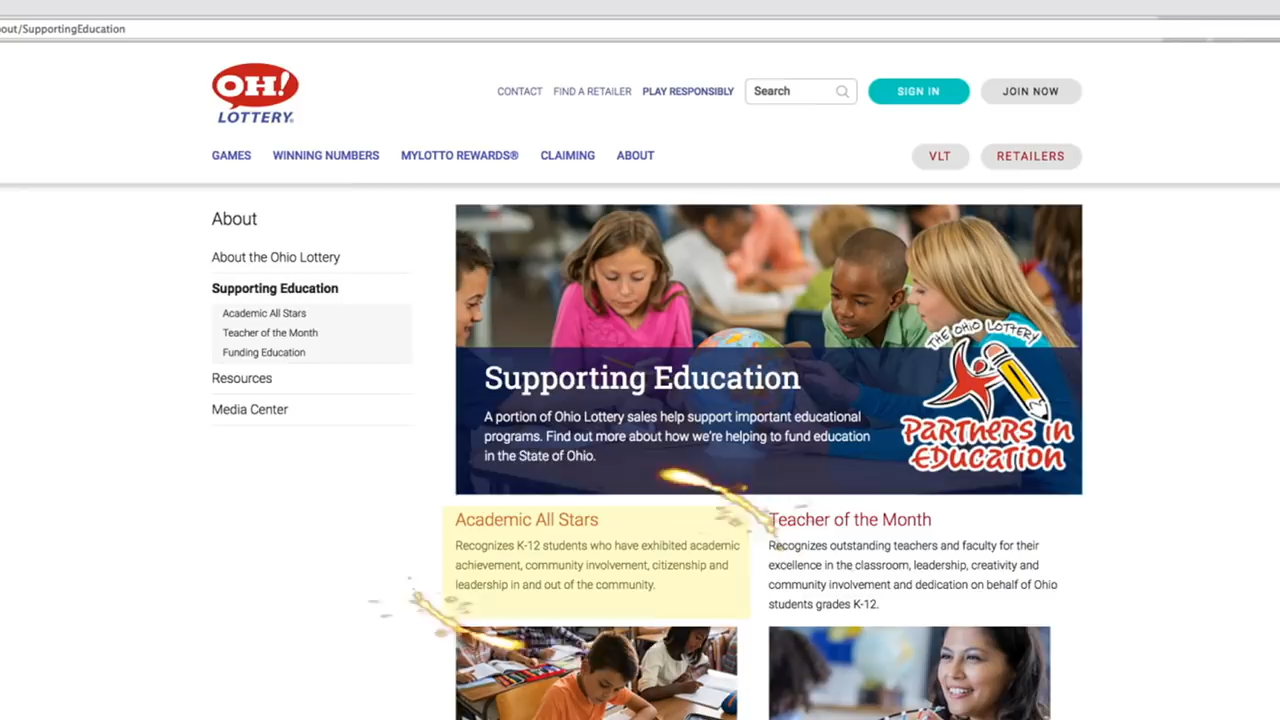 out/SupportingEducation
OH!
LOTTERY
CONTACT FIND A RETAILER PLAY RESPONSIBLY Search SIGN IN JOIN NOW
GAMES WINNING NUMBERS MYLOTTO REWARDS® CLAIMING ABOUT VLT RETAILERS
About
About the Ohio Lottery
Supporting Education
Academic All Stars
Teacher of the Month
Funding Education
Resources
Media Center
Supporting Education
A portion of Ohio Lottery sales help support important educational
programs. Find out more about how we're helping to fund education
in the State of Ohio.
THE OHIO LOTTERY
PARTNERS IN
EDUCATION
Academic All Stars
Recognizes K-12 students who have exhibited academic
achievement, community involvement, citizenship and
leadership in and out of the community.
Teacher of the Month
Recognizes outstanding teachers and faculty for their
excellence in the classroom, leadership, creativity and
community involvement and dedication on behalf of Ohio
students grades K-12.